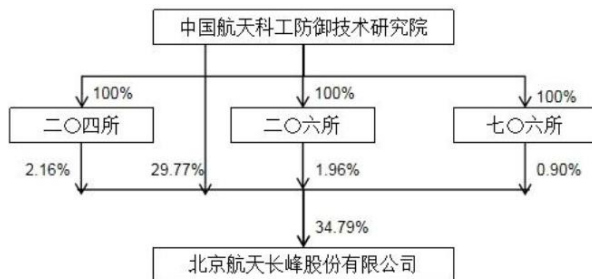 中国航天科工防御技术研究院
100%
100%
100%
二〇四所
二〇六所
七〇六所
2.16%
29.77%
1.96%
0.90%
34.79%
北京航天长峰股份有限公司